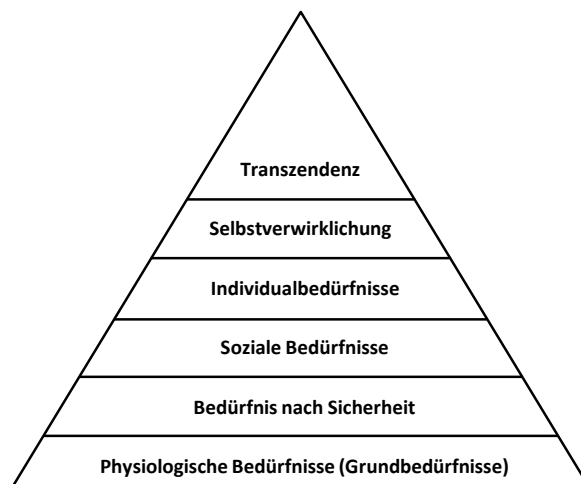 Transzendenz
Selbstverwirklichung
Individualbedürfnisse
Soziale Bedürfnisse
Bedürfnis nach Sicherheit
Physiologische Bedürfnisse (Grundbedürfnisse)